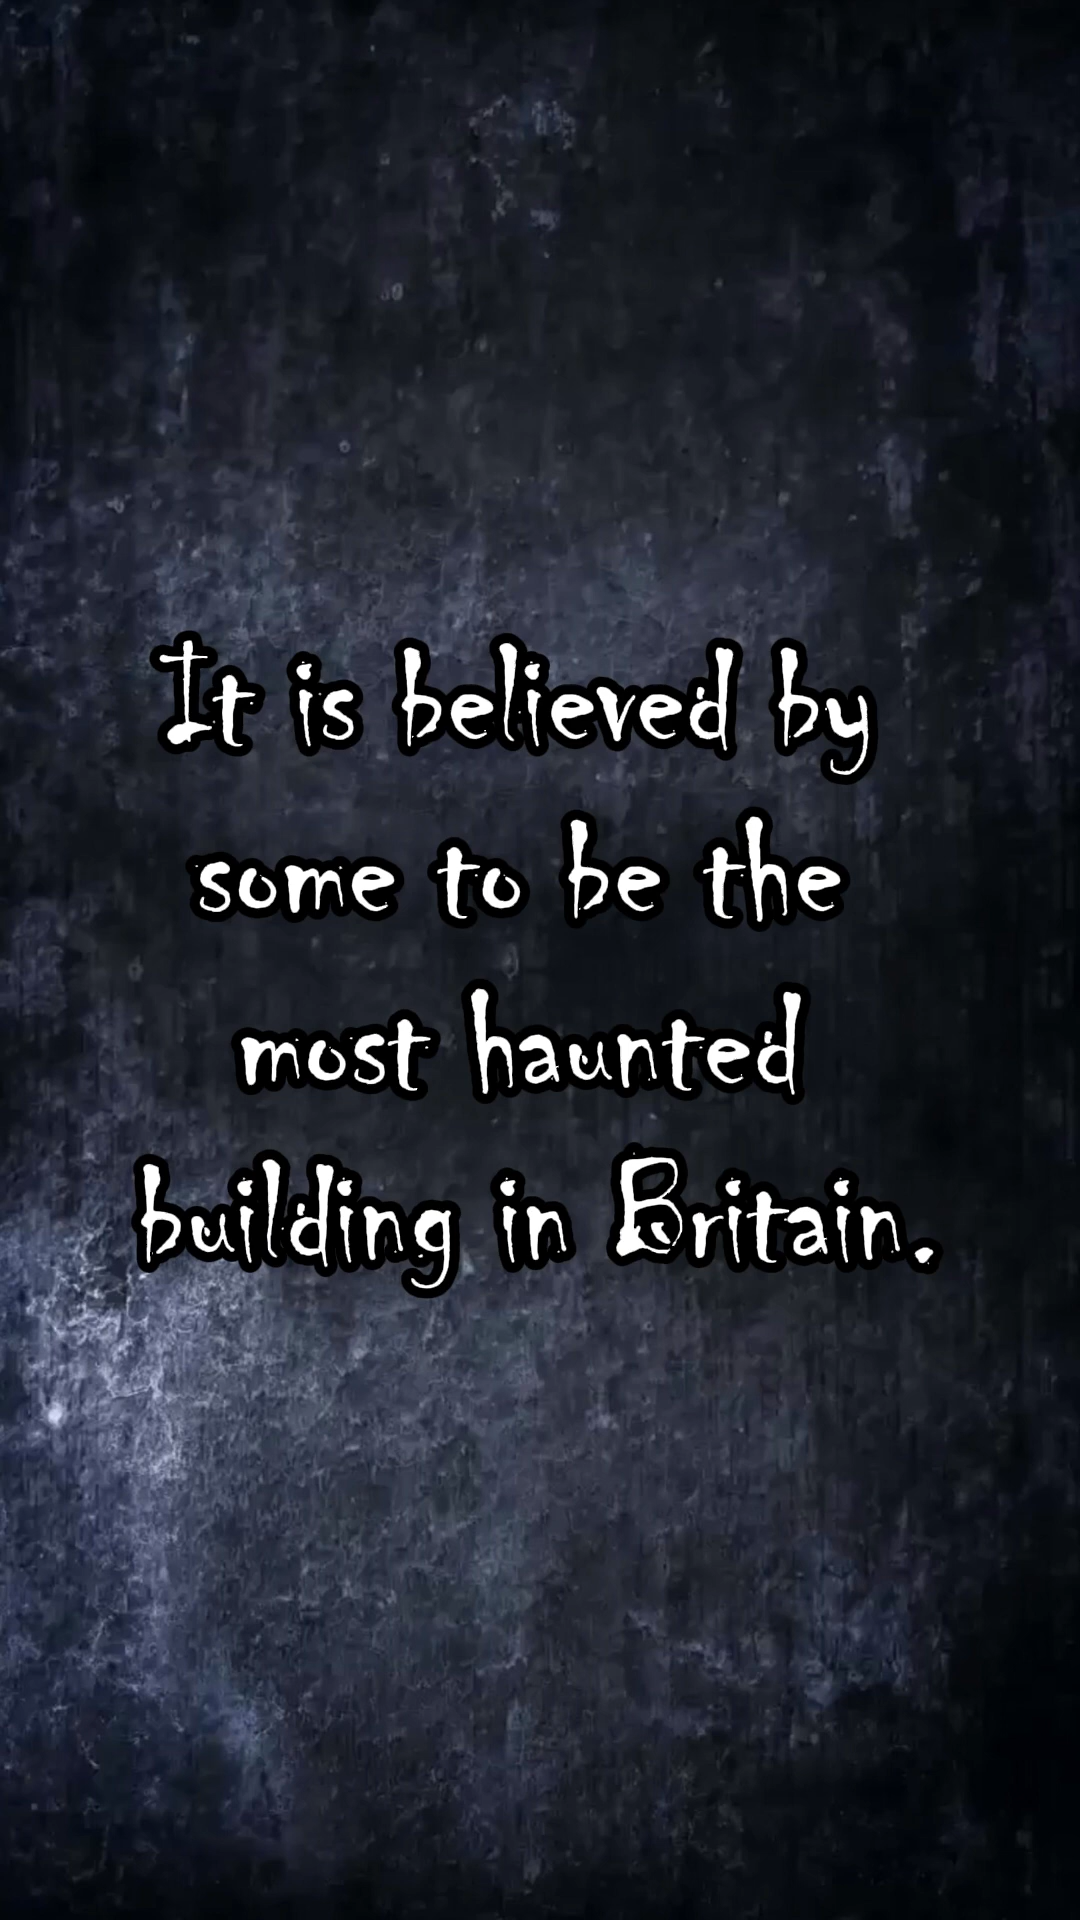 It is believed by
some to be the
most haunted
building in Britain.